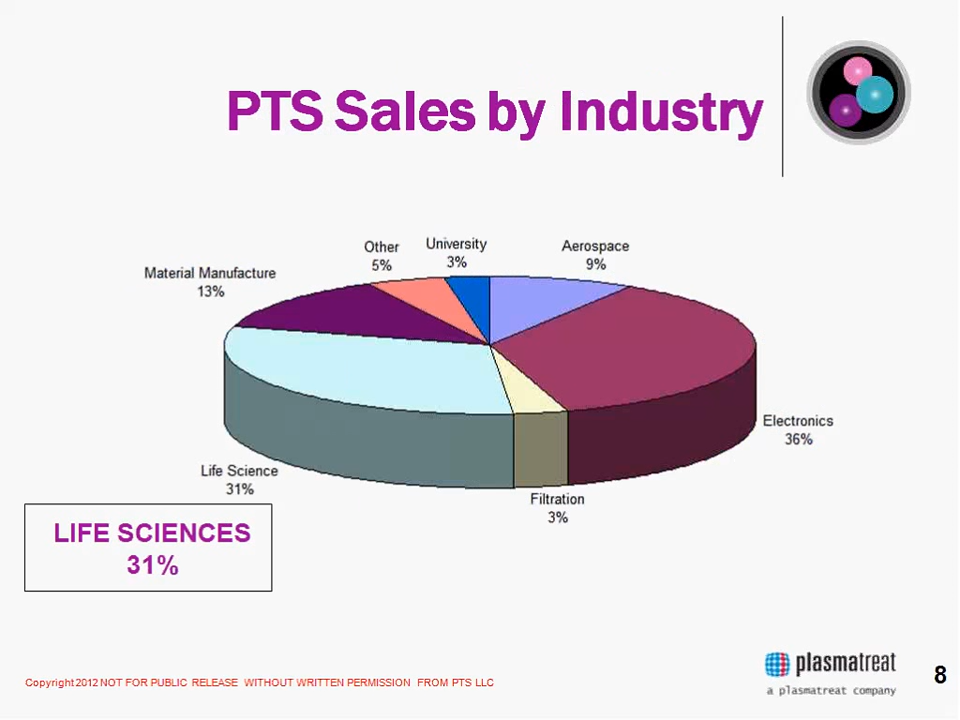 PTS Sales by Industry
University
3%
Other
5%
Aerospace
9%
Material Manufacture
13%
Electronics
36%
Life Science
31%
Filtration
3%
LIFE SCIENCES
31%
plasmatreat
a plasmatreat company
Copyright 2012 NOT FOR PUBLIC RELEASE WITHOUT WRITTEN PERMISSION FROM PTS LLC
8